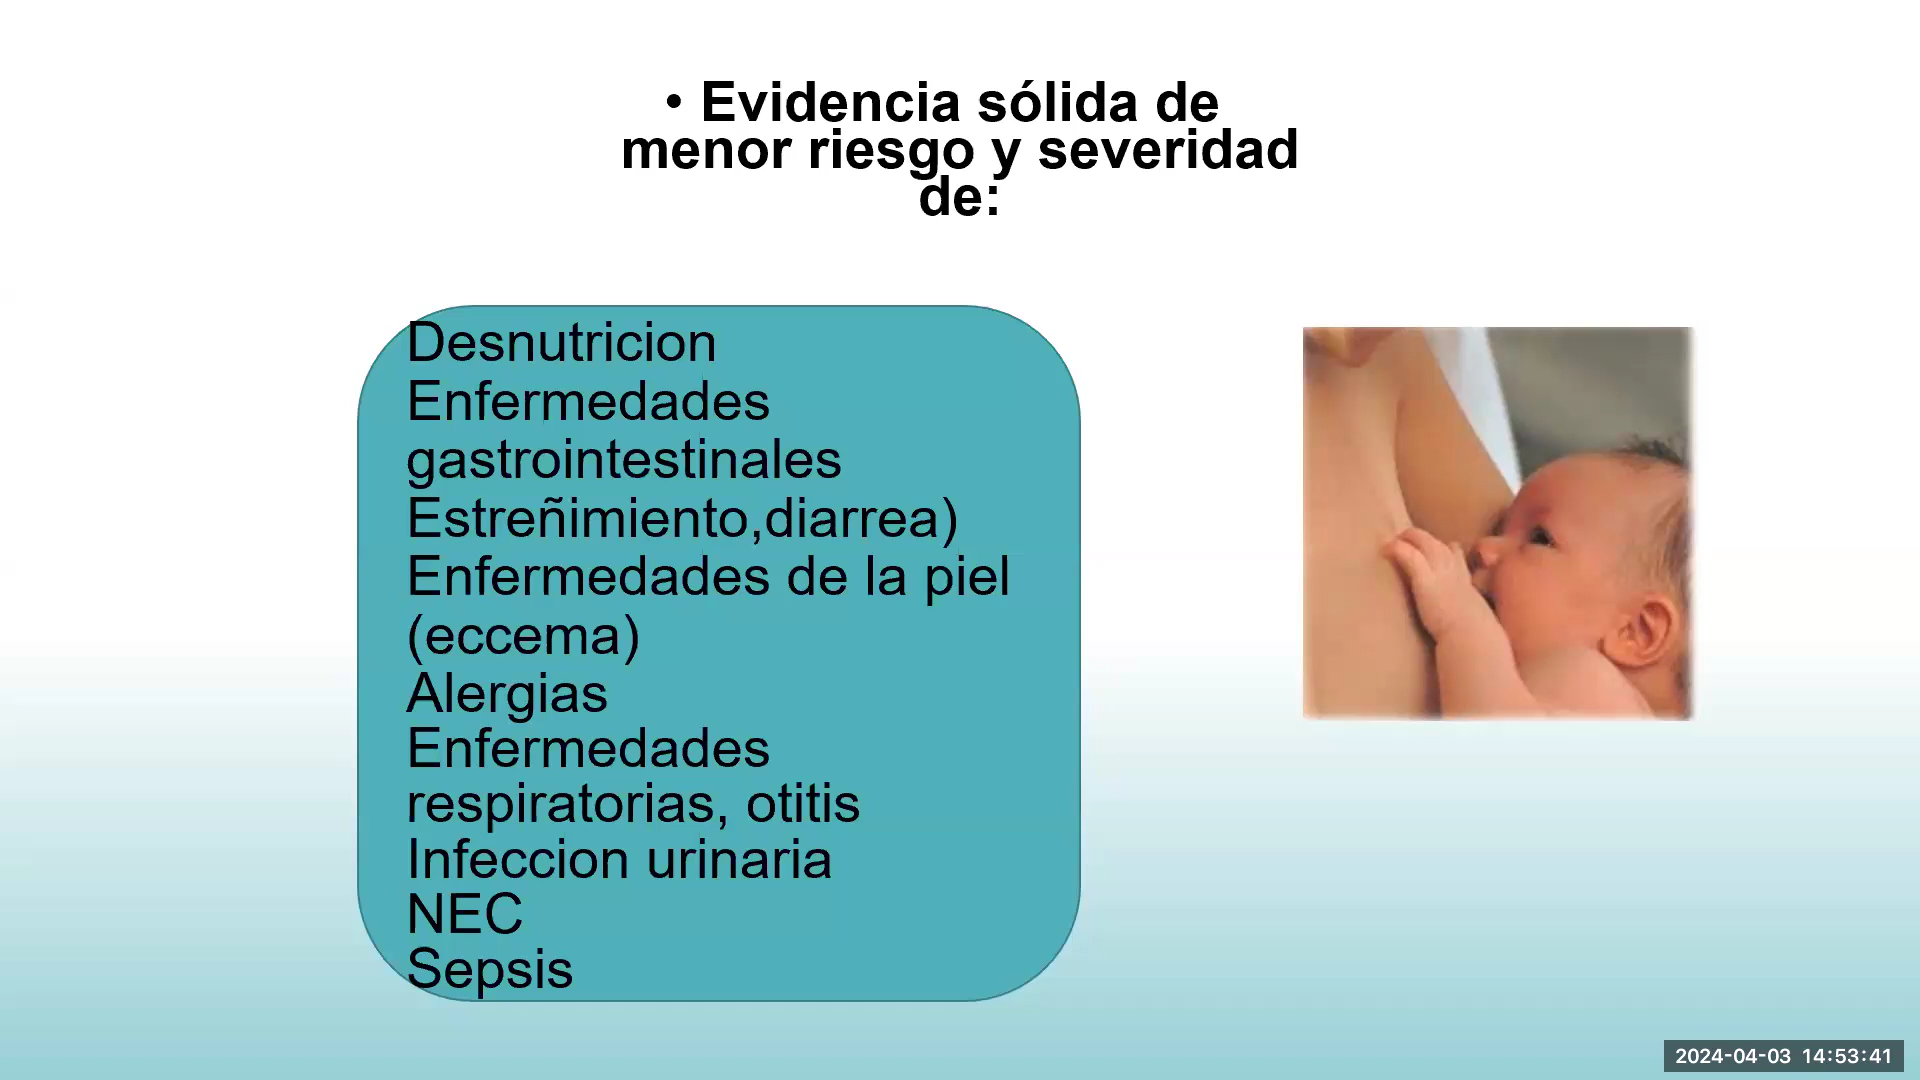 • Evidencia sólida de
menor riesgo y severidad
de:
Desnutricion
Enfermedades
gastrointestinales
Estreñimiento,diarrea)
Enfermedades de la piel
(eccema)
Alergias
Enfermedades
respiratorias, otitis
Infeccion urinaria
NEC
Sepsis
2024-04-03 14:53:41